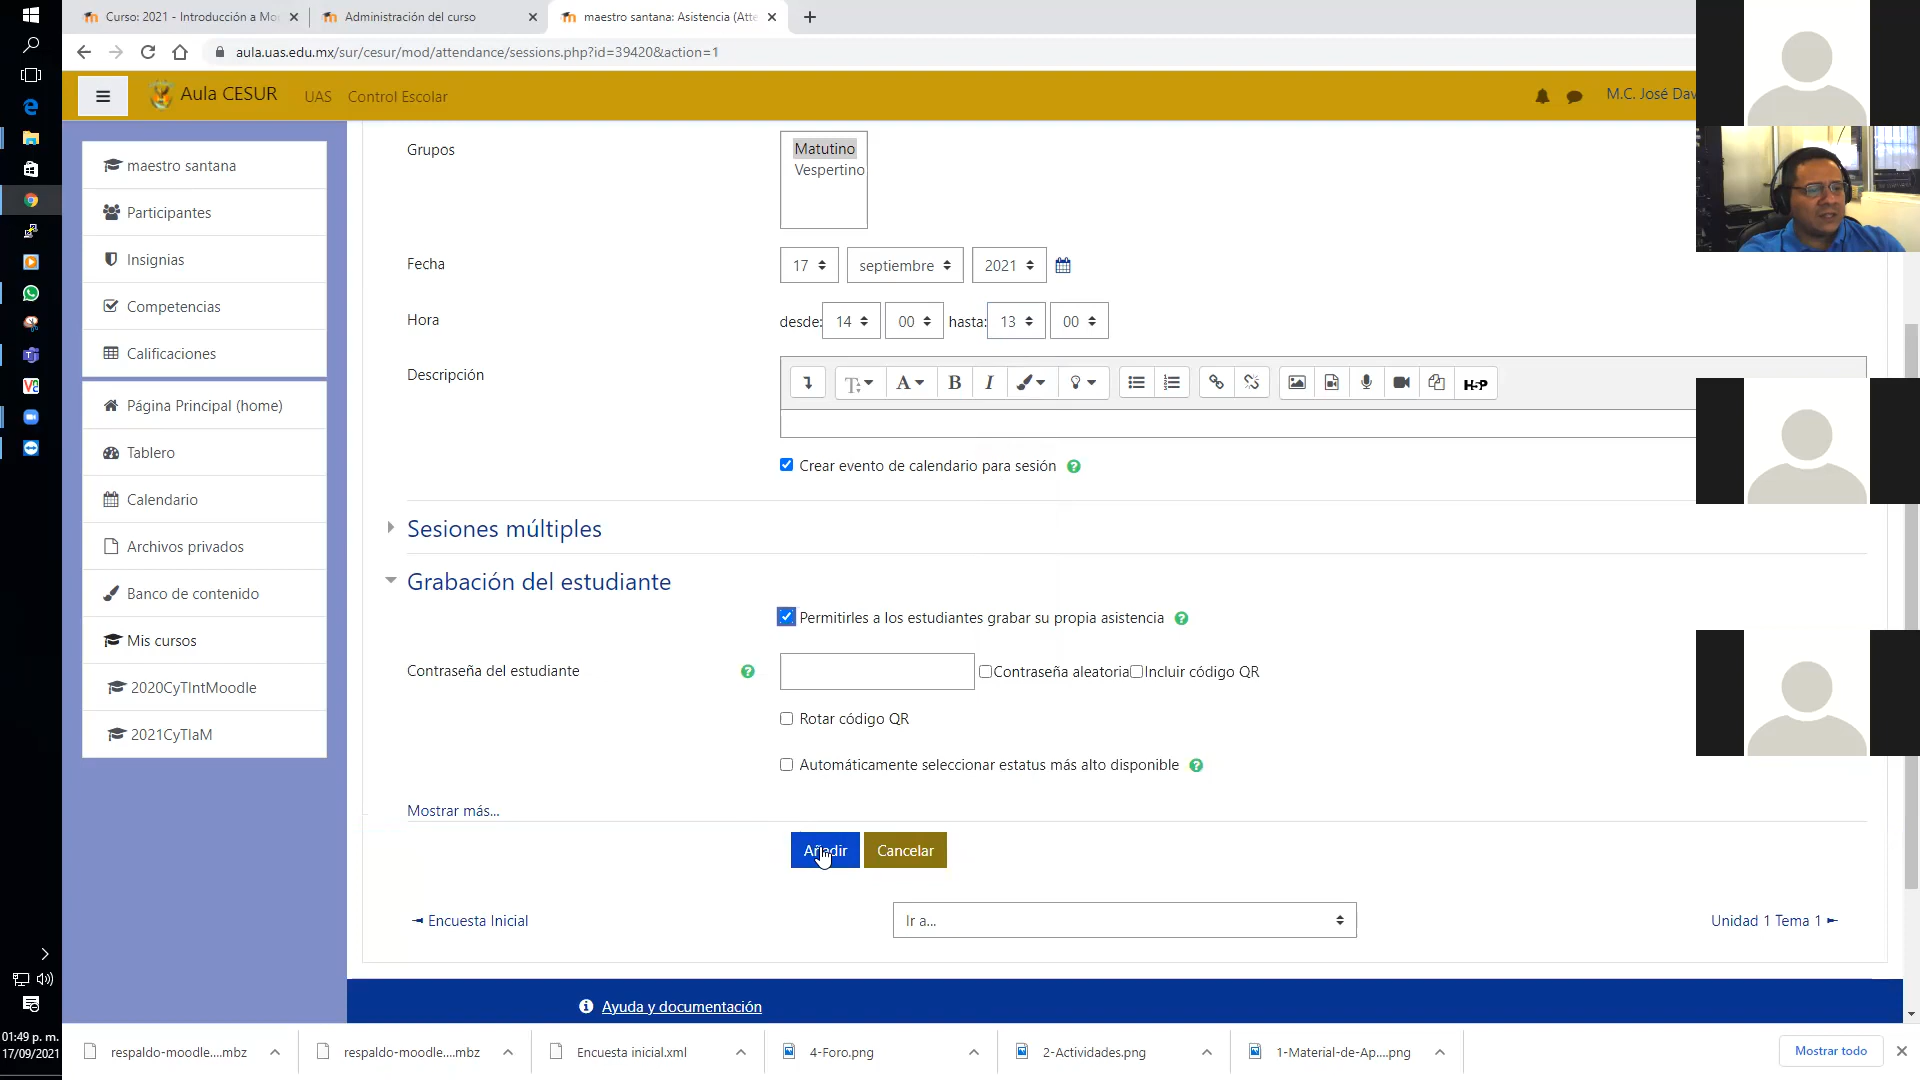 Curso: 2021 - Introducción a Mo
Administración del curso
maestro santana: Asistencia (Atte
aula.uas.edu.mx/sur/cesur/mod/attendance/sessions.php?id=39420&action=1
Aula CESUR
UAS
Control Escolar
M.C. José Dav
maestro santana
Participantes
Insignias
Competencias
Calificaciones
Página Principal (home)
Tablero
Calendario
Archivos privados
Banco de contenido
Mis cursos
2020CyTIntMoodle
2021CyTIaM
Grupos
Matutino
Vespertino
Fecha
17
septiembre
2021
Hora
desde:
14
00
hasta:
13
00
Descripción
H5P
Crear evento de calendario para sesión
Sesiones múltiples
Grabación del estudiante
Permitirles a los estudiantes grabar su propia asistencia
Contraseña del estudiante
Contraseña aleatoria
Incluir código QR
Rotar código QR
Automáticamente seleccionar estatus más alto disponible
Mostrar más...
Añadir
Cancelar
◄ Encuesta Inicial
Ir a...
Unidad 1 Tema 1 ►
Ayuda y documentación
01:49 p. m.
17/09/2021
respaldo-moodle....mbz
respaldo-moodle....mbz
Encuesta inicial.xml
4-Foro.png
2-Actividades.png
1-Material-de-Ap....png
Mostrar todo